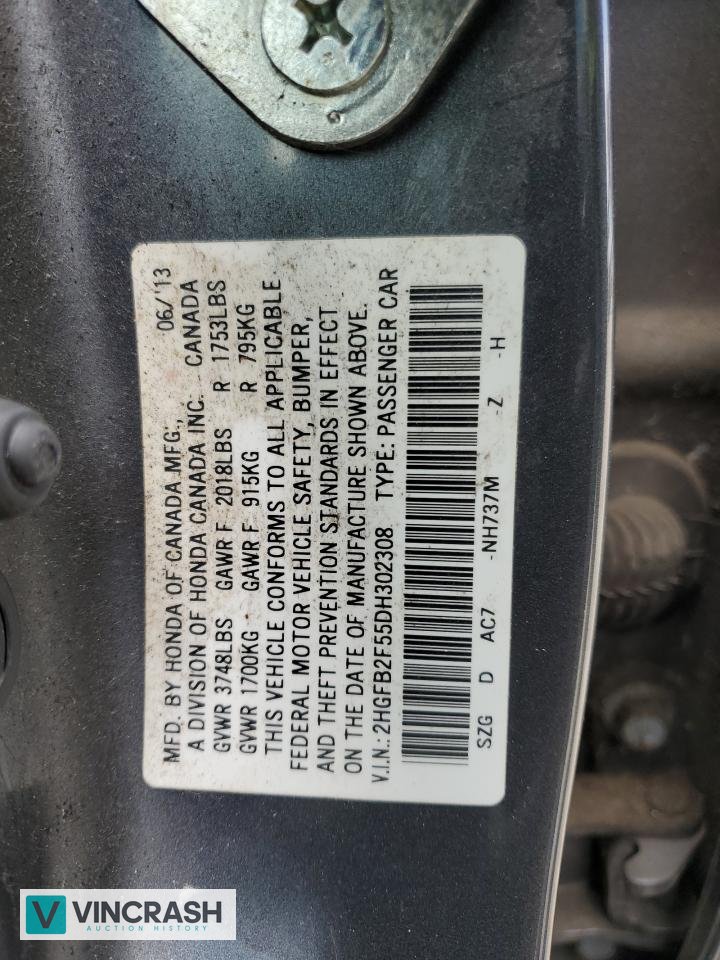 MFD. BY HONDA OF CANADA MFG., 06/'13
A DIVISION OF HONDA CANADA INC. CANADA
GVWR 3748LBS GAWR F 2018LBS R 1753LBS
GVWR 1700KG GAWR F 915KG R 795KG
THIS VEHICLE CONFORMS TO ALL APPLICABLE
FEDERAL MOTOR VEHICLE SAFETY, BUMPER,
AND THEFT PREVENTION STANDARDS IN EFFECT
ON THE DATE OF MANUFACTURE SHOWN ABOVE.
V.I.N.: 2HGFB2F55DH302308 TYPE: PASSENGER CAR
SZG D AC7 -NH737M -Z -H
V VINCRASH
AUCTION HISTORY